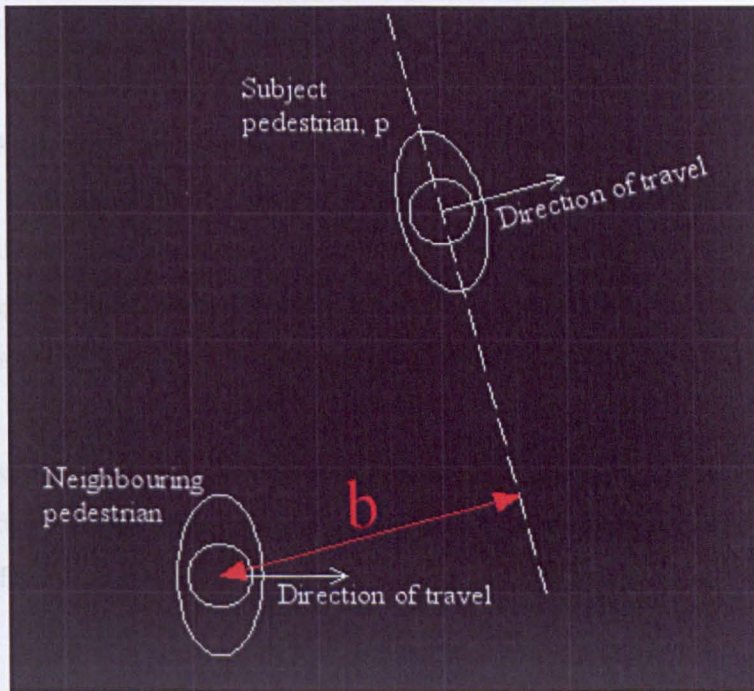 Subject
pedestrian, p
Direction of travel
Neighbouring
pedestrian
b
Direction of travel